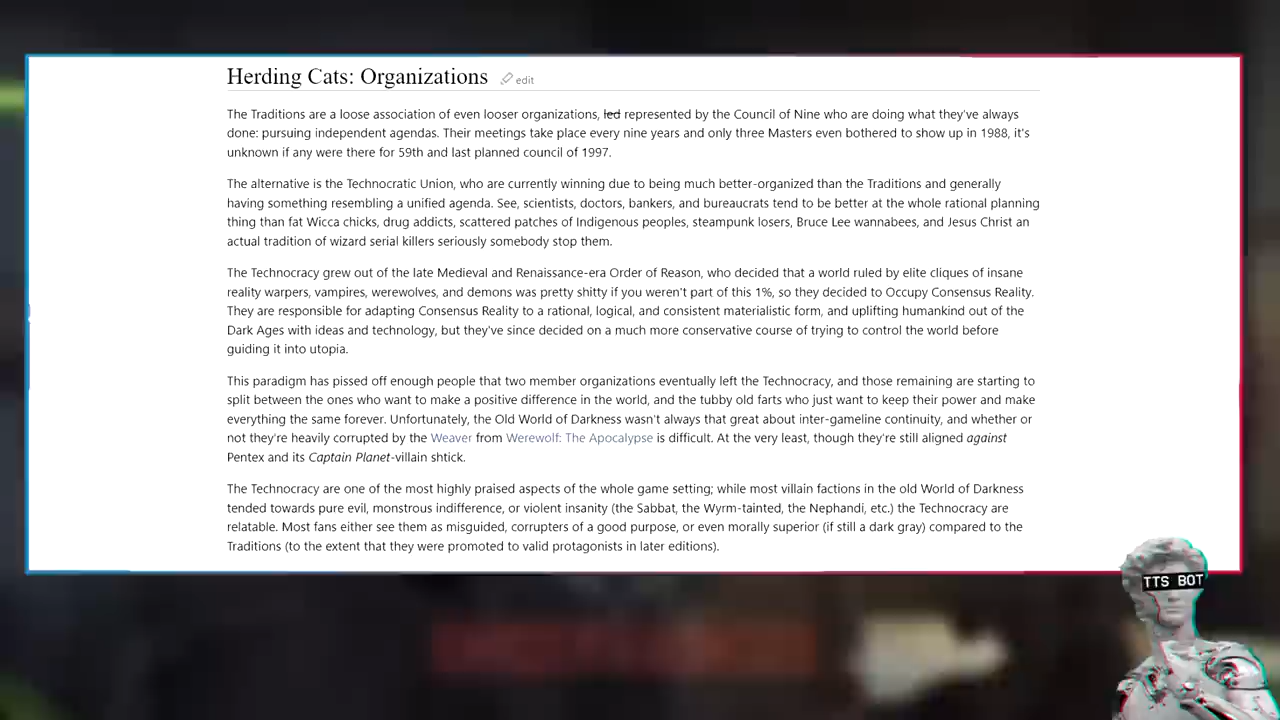 Herding Cats: Organizations edit
The Traditions are a loose association of even looser organizations, led represented by the Council of Nine who are doing what they've always
done: pursuing independent agendas. Their meetings take place every nine years and only three Masters even bothered to show up in 1988, it's
unknown if any were there for 59th and last planned council of 1997.
The alternative is the Technocratic Union, who are currently winning due to being much better-organized than the Traditions and generally
having something resembling a unified agenda. See, scientists, doctors, bankers, and bureaucrats tend to be better at the whole rational planning
thing than fat Wicca chicks, drug addicts, scattered patches of Indigenous peoples, steampunk losers, Bruce Lee wannabees, and Jesus Christ an
actual tradition of wizard serial killers seriously somebody stop them.
The Technocracy grew out of the late Medieval and Renaissance-era Order of Reason, who decided that a world ruled by elite cliques of insane
reality warpers, vampires, werewolves, and demons was pretty shitty if you weren't part of this 1%, so they decided to Occupy Consensus Reality.
They are responsible for adapting Consensus Reality to a rational, logical, and consistent materialistic form, and uplifting humankind out of the
Dark Ages with ideas and technology, but they've since decided on a much more conservative course of trying to control the world before
guiding it into utopia.
This paradigm has pissed off enough people that two member organizations eventually left the Technocracy, and those remaining are starting to
split between the ones who want to make a positive difference in the world, and the tubby old farts who just want to keep their power and make
everything the same forever. Unfortunately, the Old World of Darkness wasn't always that great about inter-gameline continuity, and whether or
not they're heavily corrupted by the Weaver from Werewolf: The Apocalypse is difficult. At the very least, though they're still aligned against
Pentex and its Captain Planet-villain shtick.
The Technocracy are one of the most highly praised aspects of the whole game setting; while most villain factions in the old World of Darkness
tended towards pure evil, monstrous indifference, or violent insanity (the Sabbat, the Wyrm-tainted, the Nephandi, etc.) the Technocracy are
relatable. Most fans either see them as misguided, corrupters of a good purpose, or even morally superior (if still a dark gray) compared to the
Traditions (to the extent that they were promoted to valid protagonists in later editions).
TTS BOT